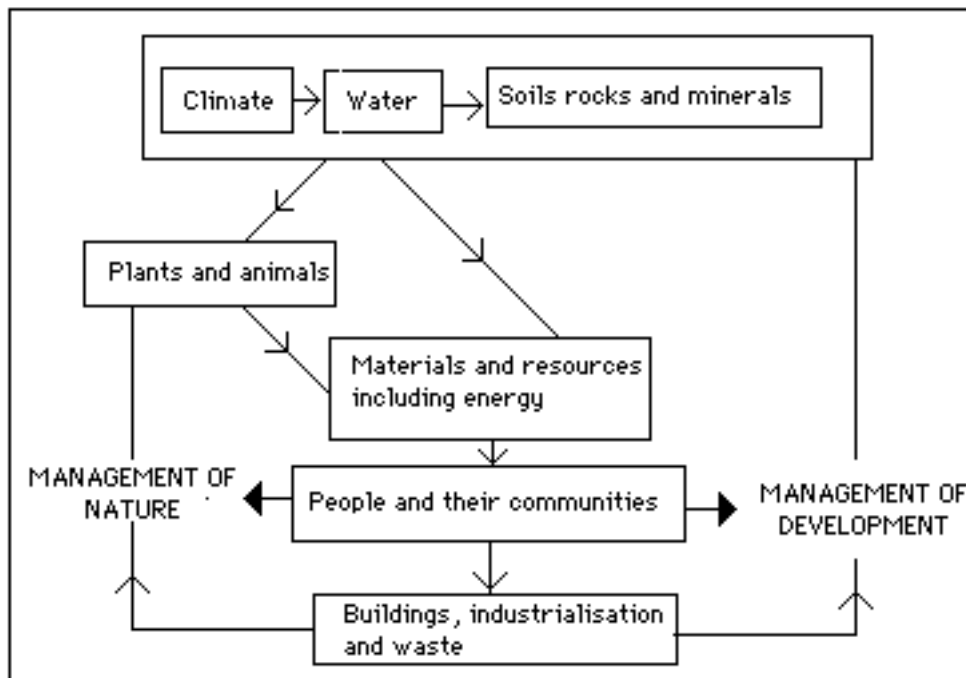 Climate
Water
Soils rocks and minerals
Plants and animals
Materials and resources
including energy
MANAGEMENT OF
NATURE
People and their communities
MANAGEMENT OF
DEVELOPMENT
Buildings, industrialisation
and waste